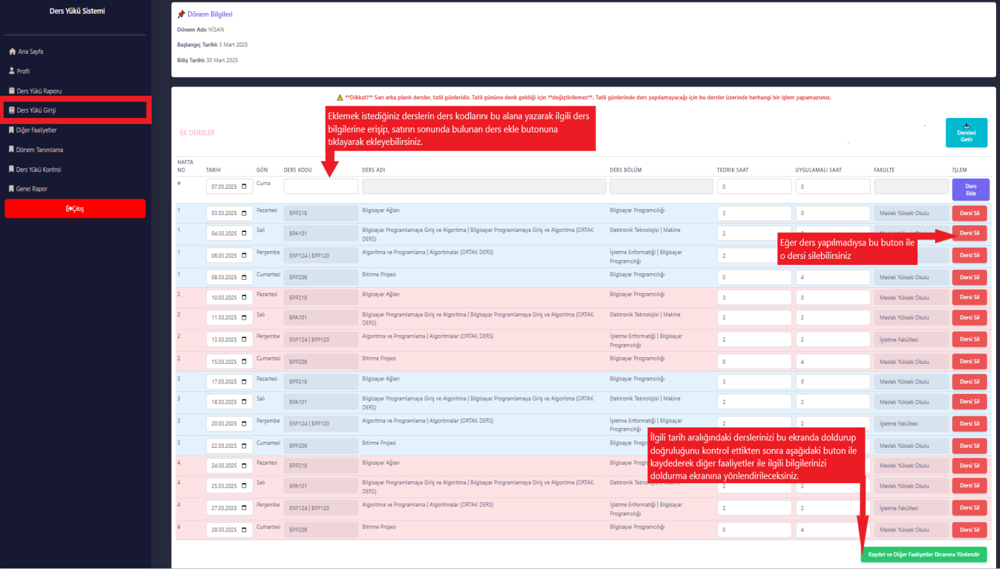 Ders Yükü Sistemi
Ana Sayfa
Profil
Ders Yükü Raporu
Ders Yükü Girişi
Diğer Faaliyetler
Dönem Tanımlama
Ders Yükü Kontrol
Genel Rapor
Çıkış
Dönem Bilgileri
Dönem Adı: NİSAN
Başlangıç Tarihi: 3 Mart 2025
Bitiş Tarihi: 30 Mart 2025
**Dikkat!** Sarı arka planlı dersler, tatil günleridir. Tatil gününe denk geldiği için **değiştirilemez**. Tatil günlerinde ders yapılamayacağı için bu dersler üzerinde herhangi bir işlem yapamazsınız.
Eklemek istediğiniz derslerin ders kodlarını bu alana yazarak ilgili ders
bilgilerine erişip, satırın sonunda bulunan ders ekle butonuna
tıklayarak ekleyebilirsiniz.
EK DERSLER
Dersleri
Getir
HAFTA
NO TARIH GÜN DERS KODU DERS ADI DERS BÖLÜM TEORIK SAAT UYGULAMALI SAAT FAKULTE İŞLEM
# 07.03.2025 Cuma 0 0 Ders
Ekle
1 03.03.2025 Pazartesi BPP218 Bilgisayar Ağları Bilgisayar Programcılığı 3 0 Meslek Yüksek Okulu Dersi Sil
1 04.03.2025 Salı BPA101 Bilgisayar Programlamaya Giriş ve Algoritma | Bilgisayar Programlamaya Giriş ve Algoritma (ORTAK Elektronik Teknolojisi | Makine 2 Dersi Sil
DERS)
Eğer ders yapılmadıysa bu buton ile
o dersi silebilirsiniz
1 06.03.2025 Perşembe ENF124 | BPP120 Algoritma ve Programlama | Algoritmalar (ORTAK DERS) İşletme Enformatiği | Bilgisayar 2 Dersi Sil
Programcılığı
1 08.03.2025 Cumartesi BPP206 Bitirme Projesi Bilgisayar Programcılığı 0 4 Meslek Yüksek Okulu Dersi Sil
2 10.03.2025 Pazartesi BPP218 Bilgisayar Ağları Bilgisayar Programcılığı 3 0 Meslek Yüksek Okulu Dersi Sil
2 11.03.2025 Salı BPA101 Bilgisayar Programlamaya Giriş ve Algoritma | Bilgisayar Programlamaya Giriş ve Algoritma (ORTAK Elektronik Teknolojisi | Makine 2 2 Meslek Yüksek Okulu Dersi Sil
DERS)
2 13.03.2025 Perşembe ENF124 | BPP120 Algoritma ve Programlama | Algoritmalar (ORTAK DERS) İşletme Enformatiği | Bilgisayar 2 2 İşletme Fakültesi Dersi Sil
Programcılığı
2 15.03.2025 Cumartesi BPP206 Bitirme Projesi Bilgisayar Programcılığı 0 4 Meslek Yüksek Okulu Dersi Sil
3 17.03.2025 Pazartesi BPP218 Bilgisayar Ağları Bilgisayar Programcılığı 3 0 Meslek Yüksek Okulu Dersi Sil
3 18.03.2025 Salı BPA101 Bilgisayar Programlamaya Giriş ve Algoritma | Bilgisayar Programlamaya Giriş ve Algoritma (ORTAK Elektronik Teknolojisi | Makine 2 2 Meslek Yüksek Okulu Dersi Sil
DERS)
3 20.03.2025 Perşembe ENF124 | BPP120 Algoritma ve Programlama | Algoritmalar (ORTAK DERS) İşletme Enformatiği | Bilgisayar 2 2 İşletme Fakültesi Dersi Sil
Programcılığı
İlgili tarih aralığındaki derslerinizi bu ekranda doldurup
doğruluğunu kontrol ettikten sonra aşağıdaki buton ile
kaydederek diğer faaliyetler ile ilgili bilgilerinizi
doldurma ekranına yönlendirileceksiniz.
3 22.03.2025 Cumartesi BPP206 Bitirme Projesi Bilgisayar Meslek Yüksek Okulu Dersi Sil
4 24.03.2025 Pazartesi BPP218 Bilgisayar Ağları Bilgisayar Meslek Yüksek Okulu Dersi Sil
4 25.03.2025 Salı BPA101 Bilgisayar Programlamaya Giriş ve Algoritma | Bilgisayar Programlamaya Giriş ve Algoritma (ORTAK Elektronik 2 2 Meslek Yüksek Okulu Dersi Sil
DERS)
4 27.03.2025 Perşembe ENF124 | BPP120 Algoritma ve Programlama | Algoritmalar (ORTAK DERS) İşletme Enformatiği | Bilgisayar 2 2 İşletme Fakültesi Dersi Sil
Programcılığı
4 29.03.2025 Cumartesi BPP206 Bitirme Projesi Bilgisayar Programcılığı 0 4 Meslek Yüksek Okulu Dersi Sil
Kaydet ve Diğer Faaliyetler Ekranına Yönlendir